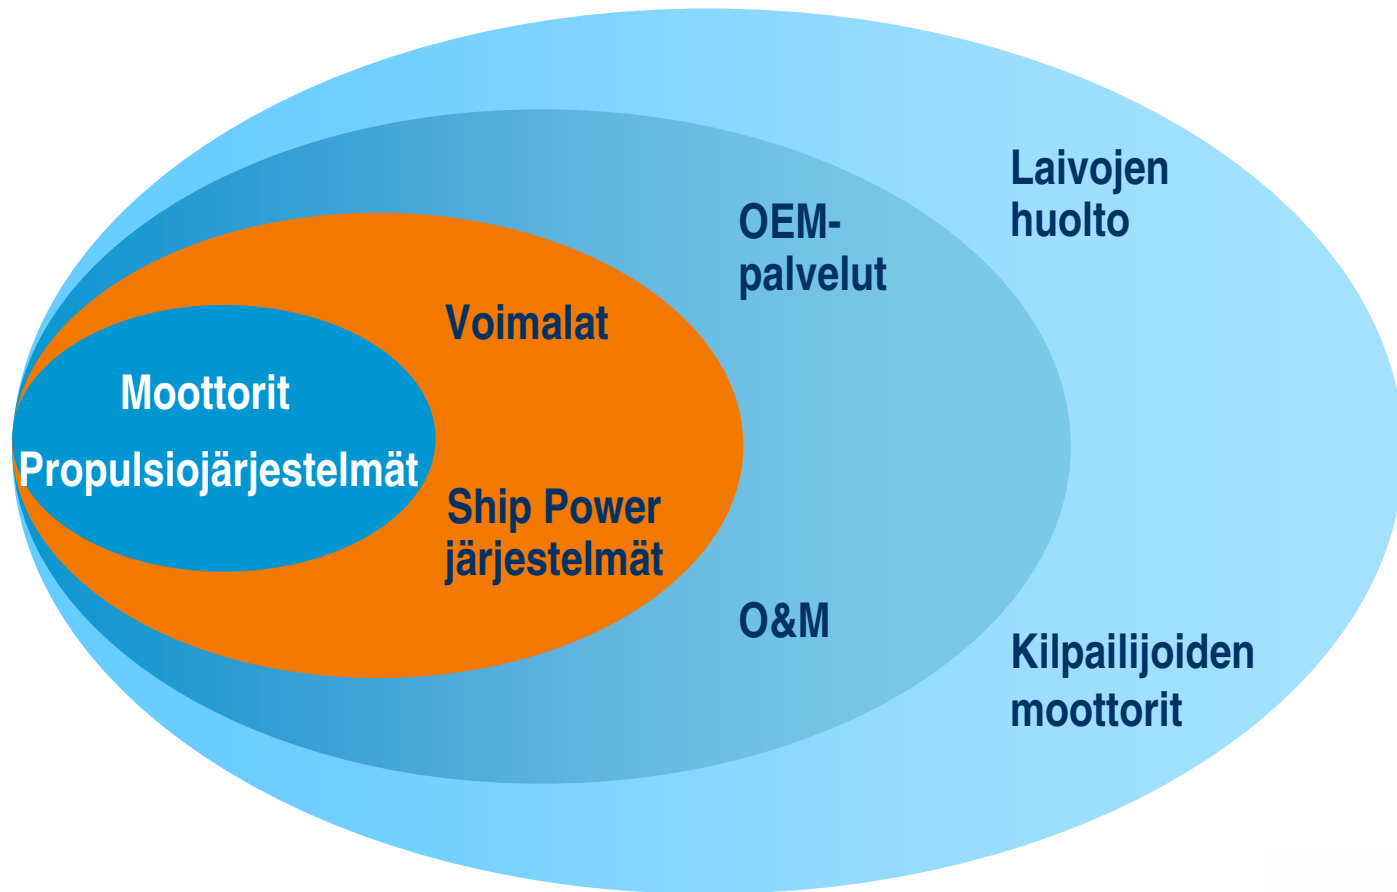 Moottorit
Propulsiojärjestelmät
Voimalat
Ship Power
järjestelmät
OEM-
palvelut
O&M
Laivojen
huolto
Kilpailijoiden
moottorit